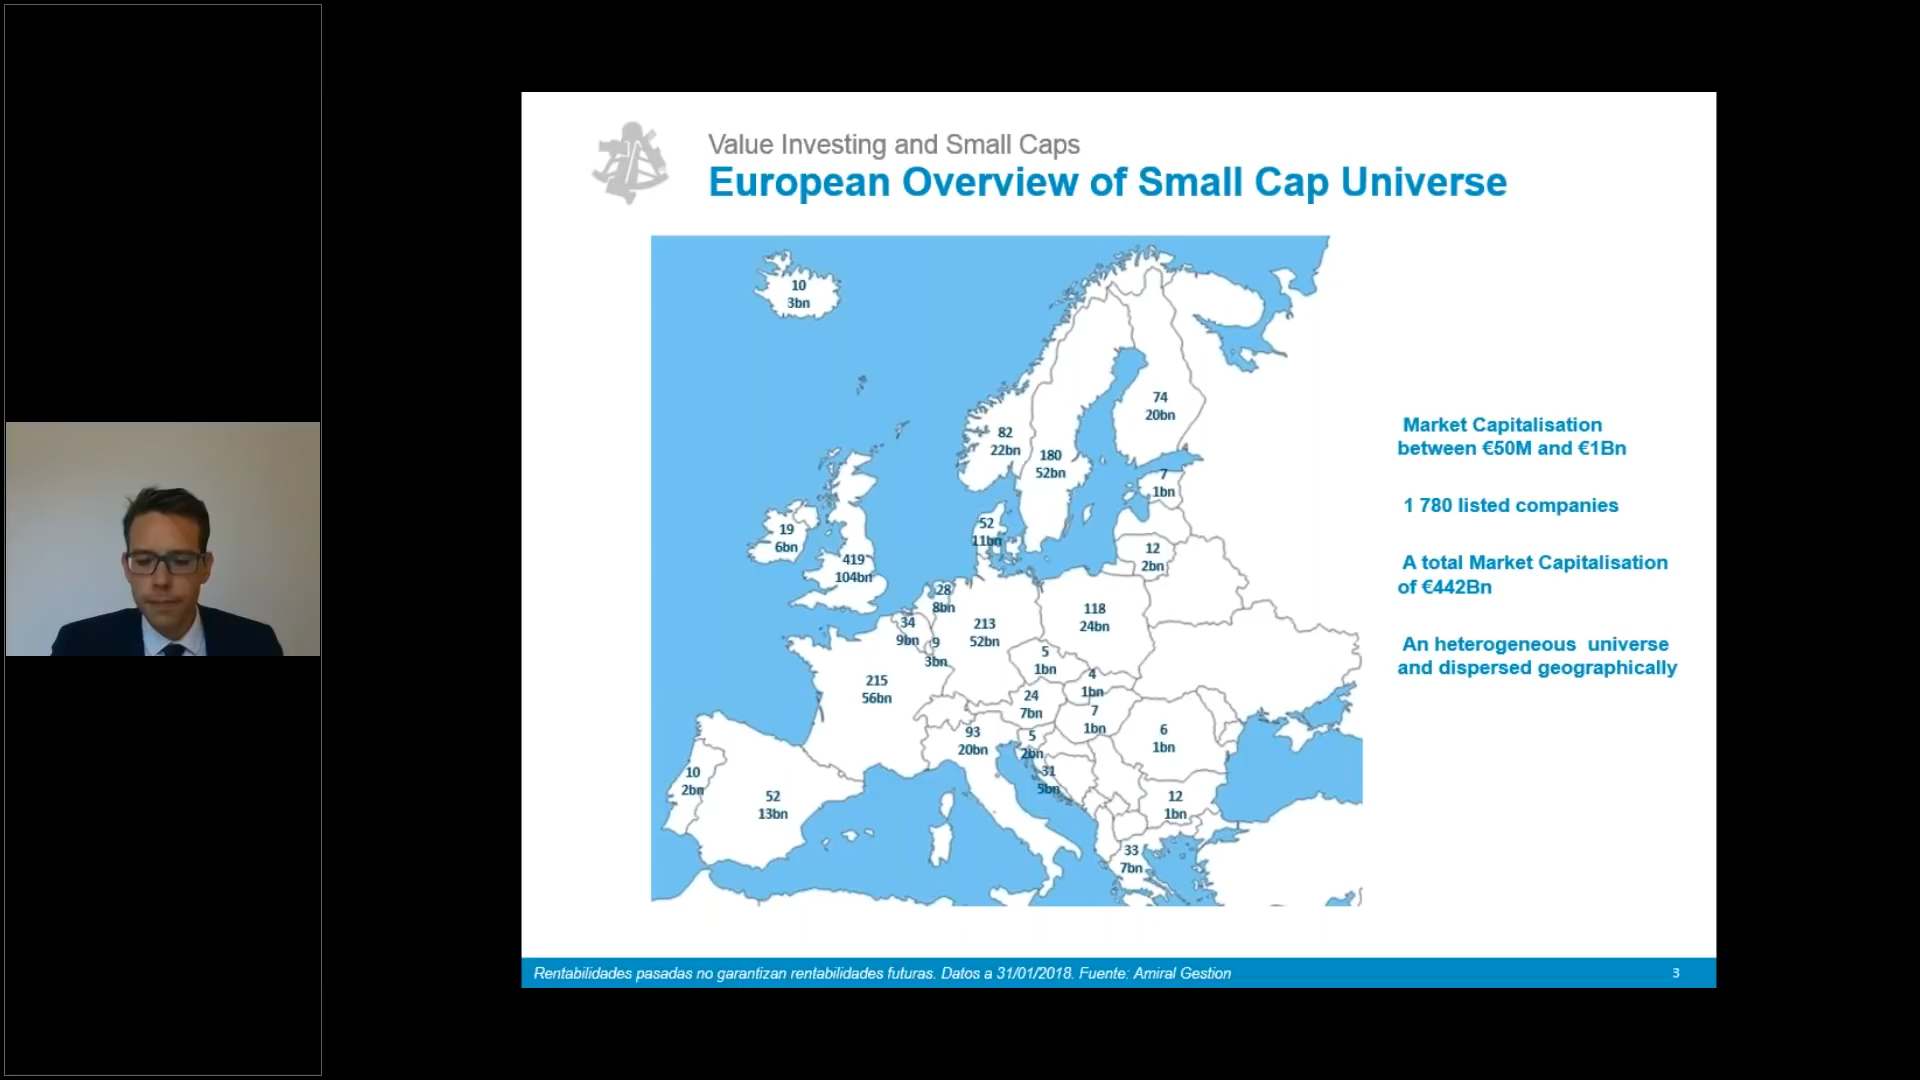 Value Investing and Small Caps
European Overview of Small Cap Universe
10
3bn
74
20bn
82
22bn
180
52bn
7
1bn
19
6bn
52
11bn
419
104bn
12
2bn
28
8bn
34
9bn
9
3bn
213
52bn
118
24bn
5
1bn
215
56bn
4
1bn
24
7bn
7
1bn
93
20bn
5
2bn
6
1bn
31
5bn
10
2bn
52
13bn
12
1bn
33
7bn
Market Capitalisation
between €50M and €1Bn
1 780 listed companies
A total Market Capitalisation
of €442Bn
An heterogeneous universe
and dispersed geographically
Rentabilidades pasadas no garantizan rentabilidades futuras. Datos a 31/01/2018. Fuente: Amiral Gestion
3